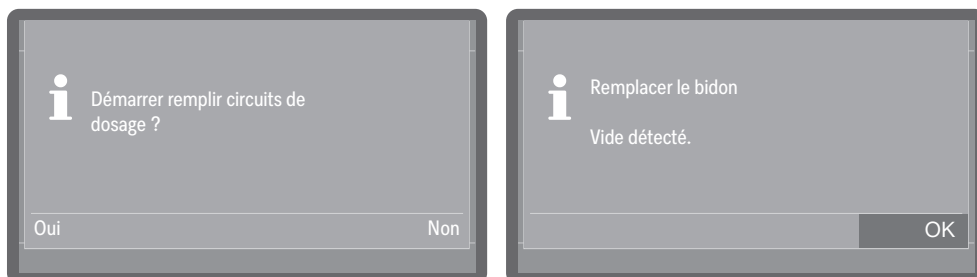 Démarrer remplir circuits de
dosage ?
Oui
Non
Remplacer le bidon
Vide détecté.
OK